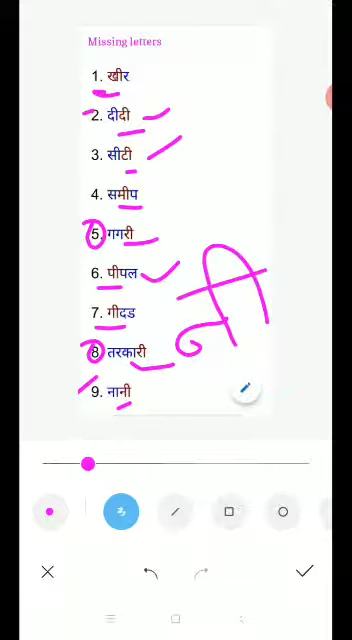 Missing letters
1. खीर
2. दीदी
3. सीटी
4. समीप
5. गगरी
6. पीपल
7. गीदड
8. तरकारी
9. नानी